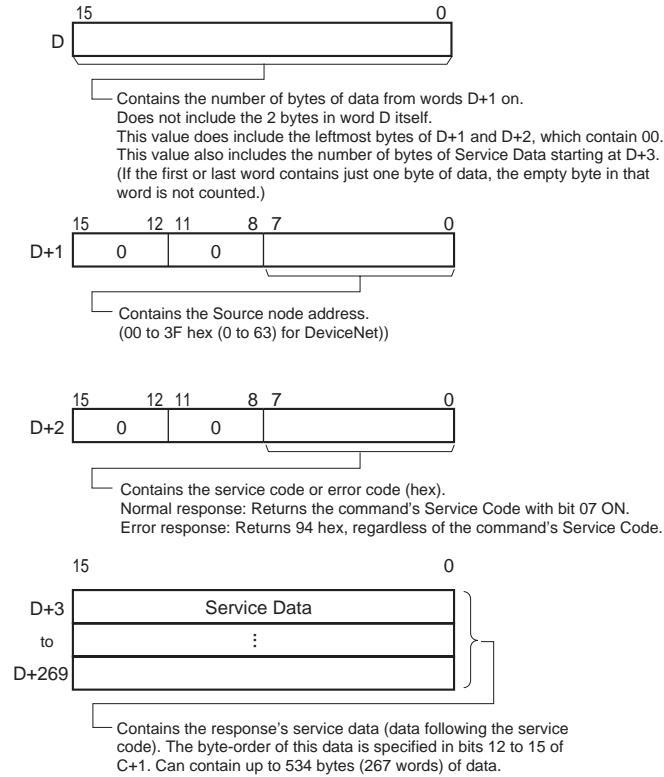 15 0
D
Contains the number of bytes of data from words D+1 on.
Does not include the 2 bytes in word D itself.
This value does include the leftmost bytes of D+1 and D+2, which contain 00.
This value also includes the number of bytes of Service Data starting at D+3.
(If the first or last word contains just one byte of data, the empty byte in that
word is not counted.)
15 12 11 8 7 0
D+1 0 0
Contains the Source node address.
(00 to 3F hex (0 to 63) for DeviceNet))
15 12 11 8 7 0
D+2 0 0
Contains the service code or error code (hex).
Normal response: Returns the command's Service Code with bit 07 ON.
Error response: Returns 94 hex, regardless of the command's Service Code.
15 0
D+3 Service Data
to ⋮
D+269
Contains the response's service data (data following the service
code). The byte-order of this data is specified in bits 12 to 15 of
C+1. Can contain up to 534 bytes (267 words) of data.